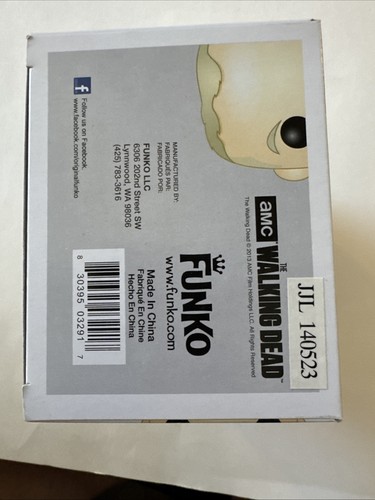 JJL 140523
amc THE WALKING DEAD™
The Walking Dead © 2013 AMC Film Holdings LLC. All Rights Reserved.
FUNKO
www.funko.com
Made In China
Fabriqué En Chine
Hecho En China
8 30395 03291 7
MANUFACTURED BY:
FABRIQUÉS PAR:
FABRICADO POR:
FUNKO LLC
6306 202nd Street SW
Lynnwood, WA 98036
(425) 783-3616
f Follow us on Facebook.
www.facebook.com/originalfunko